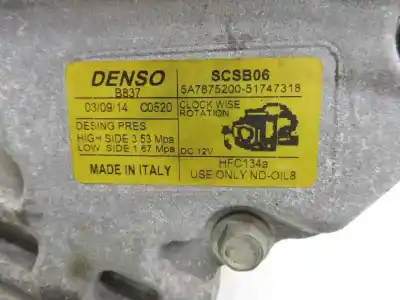 DENSO
B837
03/09/14 C0520
DESING PRES
HIGH SIDE 3.53 Mpa
LOW SIDE 1.67 Mpa
MADE IN ITALY
SCSB06
5A7875200-51747318
CLOCK WISE
ROTATION
DC 12V
HFC134a
USE ONLY ND-OIL8